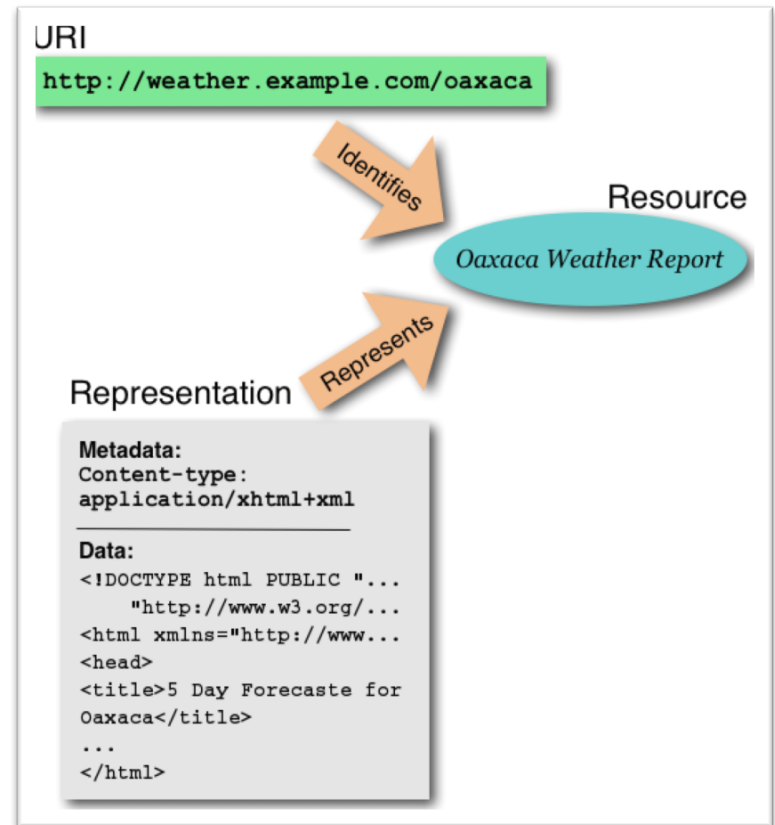 URI
http://weather.example.com/oaxaca
Identifies
Resource
Oaxaca Weather Report
Represents
Representation
Metadata:
Content-type:
application/xhtml+xml
Data:
<!DOCTYPE html PUBLIC "...
"http://www.w3.org/...
<html xmlns="http://www...
<head>
<title>5 Day Forecaste for
Oaxaca</title>
...
</html>